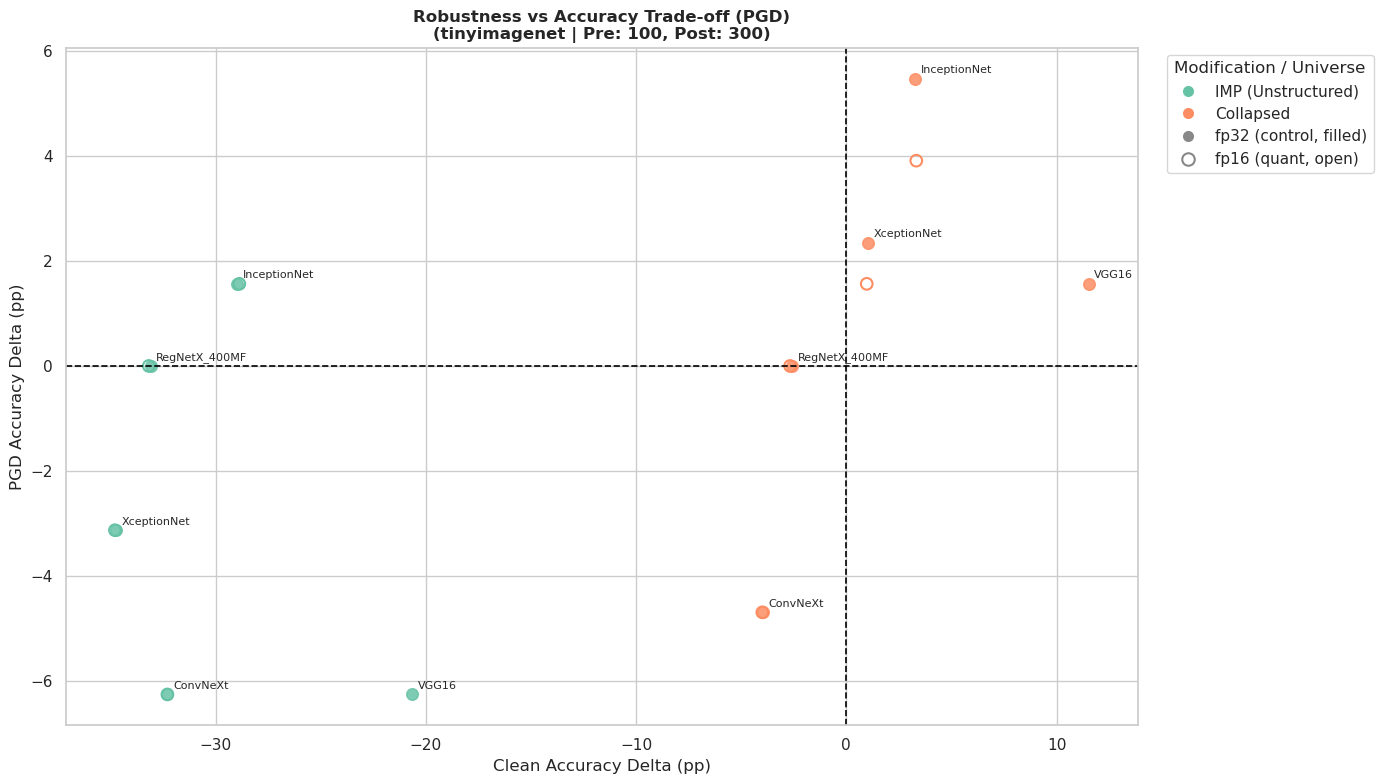 Robustness vs Accuracy Trade-off (PGD)
(tinyimagenet | Pre: 100, Post: 300)
Modification / Universe
IMP (Unstructured)
Collapsed
fp32 (control, filled)
fp16 (quant, open)
PGD Accuracy Delta (pp)
6
4
2
0
−2
−4
−6
InceptionNet
XceptionNet
VGG16
InceptionNet
RegNetX_400MF
RegNetX_400MF
XceptionNet
ConvNeXt
ConvNeXt
VGG16
−30
−20
−10
0
10
Clean Accuracy Delta (pp)